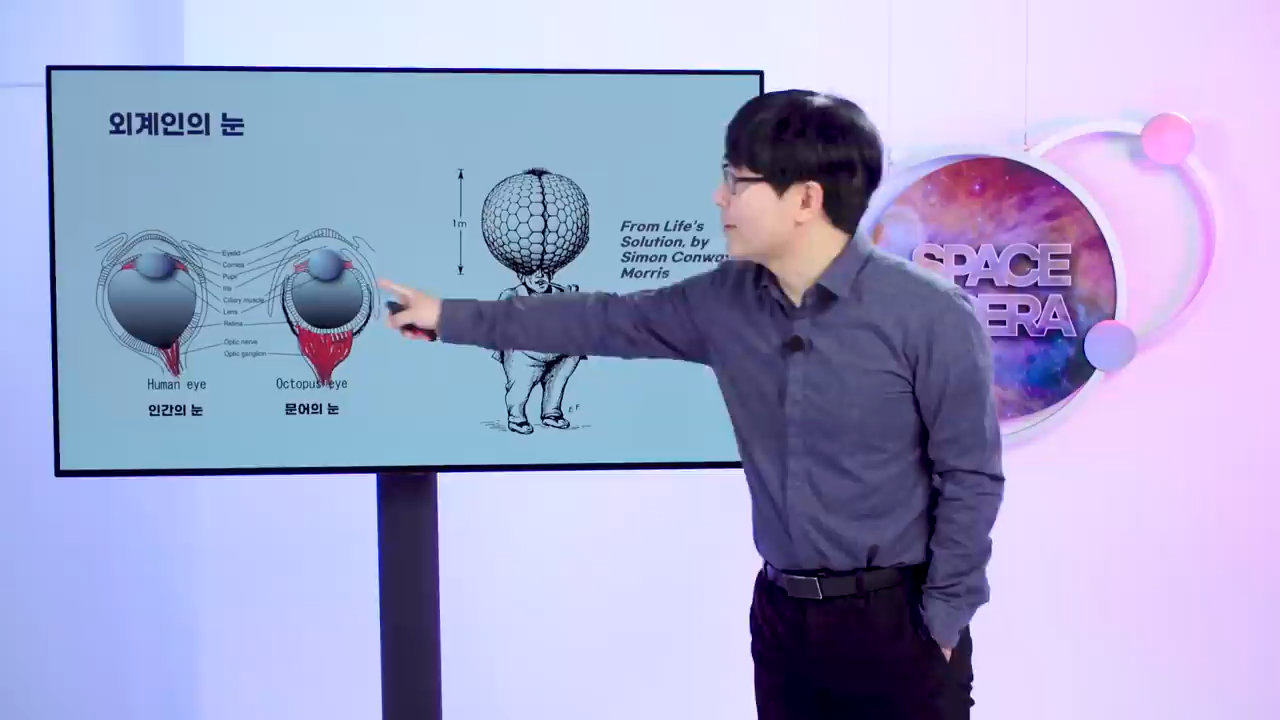 외계인의 눈
1m
From Life's
Solution, by
Simon Conway
Morris
Eyelid
Cornea
Pupil
Iris
Ciliary muscle
Lens
Retina
Optic nerve
Optic ganglion
Human eye
Octopus eye
인간의 눈
문어의 눈
SPACE